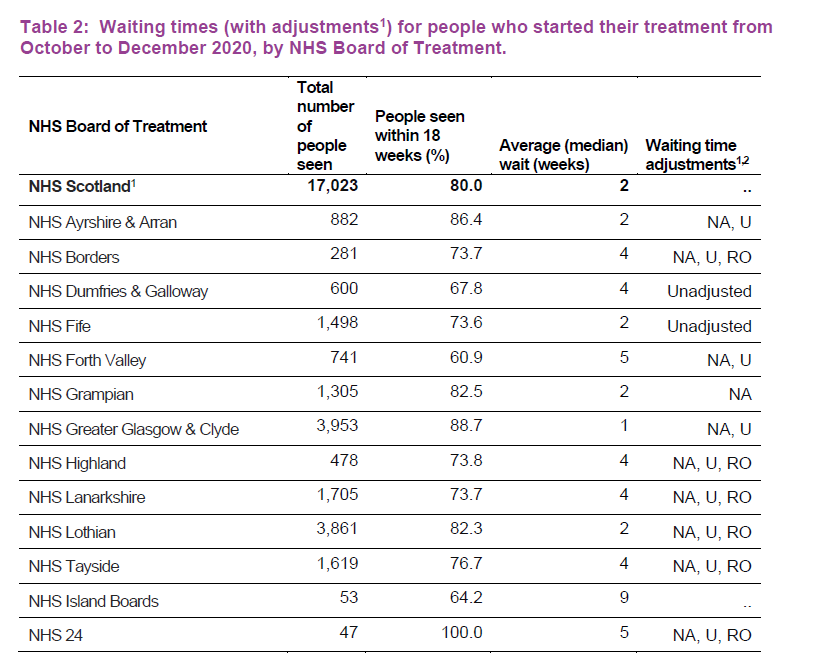 Table 2: Waiting times (with adjustments¹) for people who started their treatment from
October to December 2020, by NHS Board of Treatment.
NHS Board of Treatment
Total
number
of
people
seen
People seen
within 18
weeks (%)
Average (median)
wait (weeks)
Waiting time
adjustments¹,²
NHS Scotland¹ 17,023 80.0 2 ..
NHS Ayrshire & Arran 882 86.4 2 NA, U
NHS Borders 281 73.7 4 NA, U, RO
NHS Dumfries & Galloway 600 67.8 4 Unadjusted
NHS Fife 1,498 73.6 2 Unadjusted
NHS Forth Valley 741 60.9 5 NA, U
NHS Grampian 1,305 82.5 2 NA
NHS Greater Glasgow & Clyde 3,953 88.7 1 NA, U
NHS Highland 478 73.8 4 NA, U, RO
NHS Lanarkshire 1,705 73.7 4 NA, U, RO
NHS Lothian 3,861 82.3 2 NA, U, RO
NHS Tayside 1,619 76.7 4 NA, U, RO
NHS Island Boards 53 64.2 9 ..
NHS 24 47 100.0 5 NA, U, RO